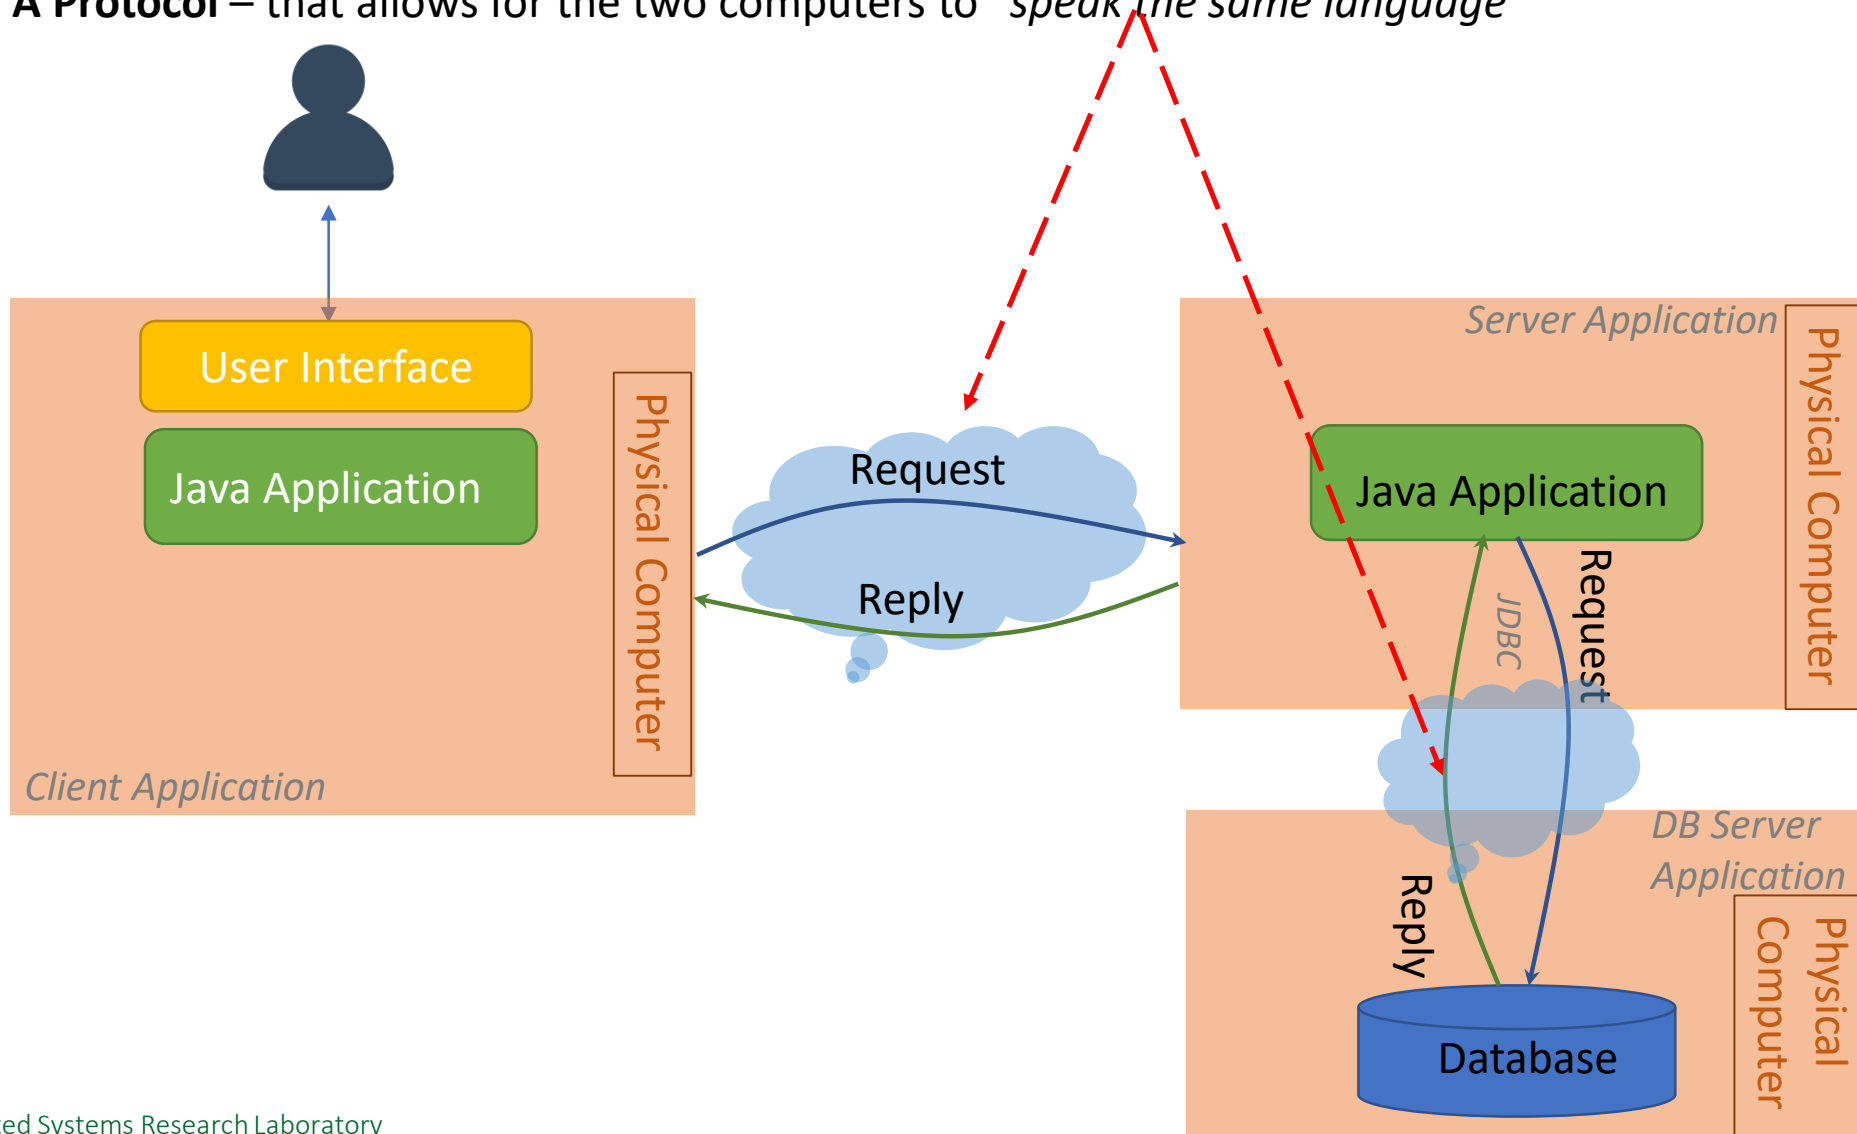 A Protocol – that allows for the two computers to "speak the same language"
Server Application
User Interface
Physical Computer
Physical Computer
Request
Java Application
Java Application
Request
Reply
JDBC
Client Application
DB Server
Application
Reply
Physical
Computer
Database
ted Systems Research Laboratory